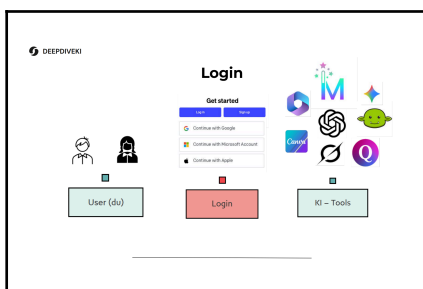 DEEPDIVEKI
Login
Get started
Log in
Sign up
Continue with Google
Continue with Microsoft Account
Continue with Apple
M
Canva
Q
User (du)
Login
KI – Tools